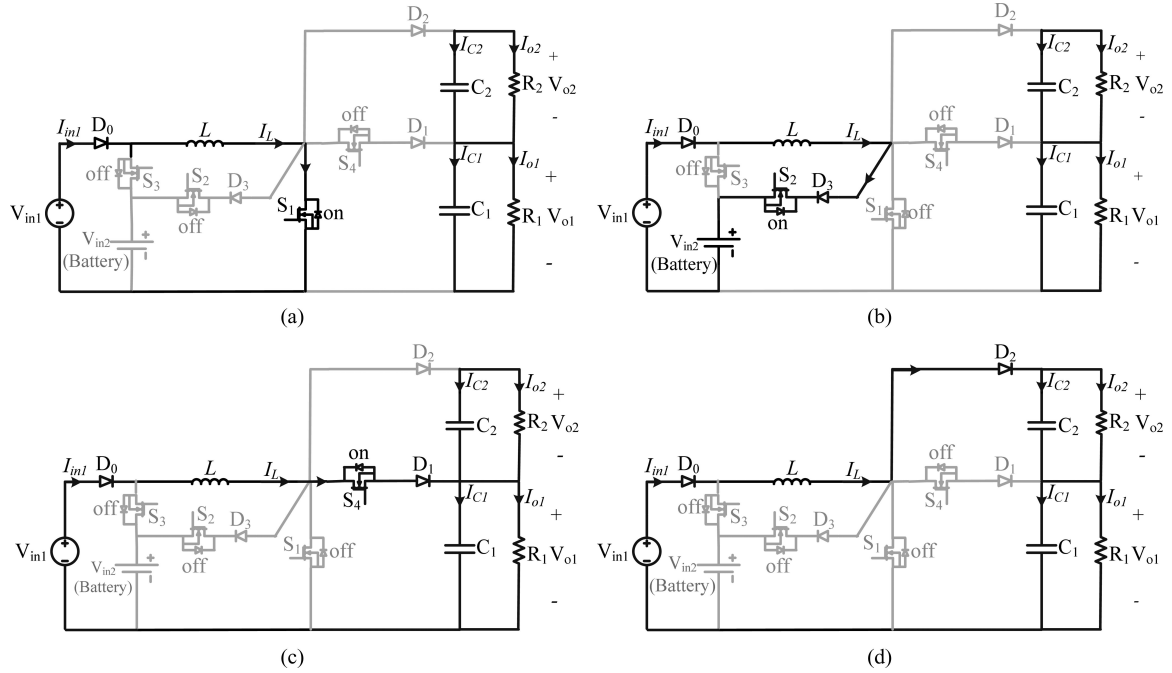 D2
IC2
Io2
+
C2
R2 Vo2
-
off
Iin1
D0
L
IL
D1
S4
IC1
Io1
off
S3
S2
D3
+
Vin1
S1
on
C1
R1 Vo1
off
Vin2
+
(Battery)
-
(a)
D2
IC2
Io2
+
C2
R2 Vo2
-
off
Iin1
D0
L
IL
D1
S4
IC1
Io1
off
S3
S2
D3
+
Vin1
S1
off
C1
R1 Vo1
on
Vin2
+
(Battery)
-
(b)
D2
IC2
Io2
+
C2
R2 Vo2
-
on
Iin1
D0
L
IL
D1
S4
IC1
Io1
off
S3
S2
D3
+
Vin1
S1
off
C1
R1 Vo1
off
Vin2
+
(Battery)
-
(c)
D2
IC2
Io2
+
C2
R2 Vo2
-
off
Iin1
D0
L
IL
D1
S4
IC1
Io1
off
S3
S2
D3
+
Vin1
S1
off
C1
R1 Vo1
off
Vin2
+
(Battery)
-
(d)